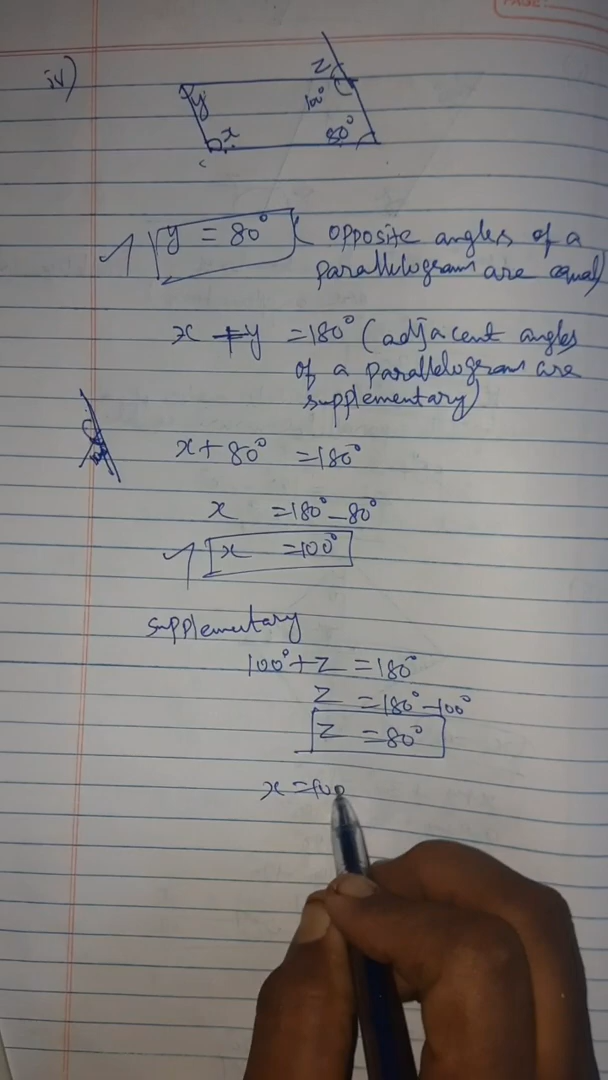 PAGE:
iv)
z
y
100°
x
80°
y = 80° ( opposite angles of a
parallelogram are equal)
x + y = 180° (adjacent angles
of a parallelogram are
supplementary)
x + 80° = 180°
x = 180° - 80°
x = 100°
supplementary
100° + z = 180°
z = 180° - 100°
z = 80°
x = 100